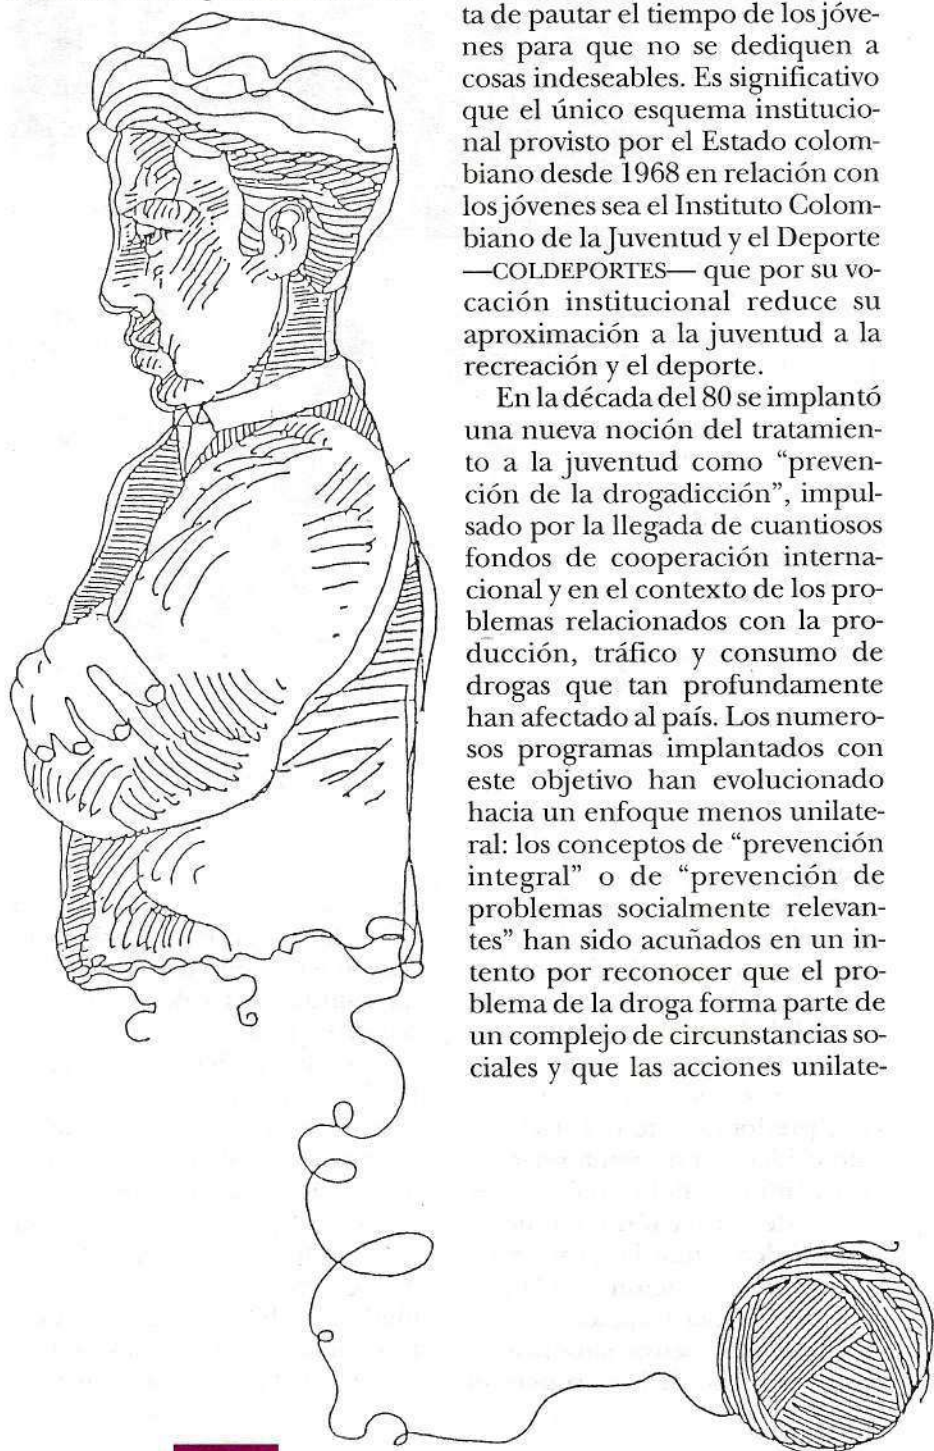 ta de pautar el tiempo de los jóve-
nes para que no se dediquen a
cosas indeseables. Es significativo
que el único esquema institucio-
nal provisto por el Estado colom-
biano desde 1968 en relación con
los jóvenes sea el Instituto Colom-
biano de la Juventud y el Deporte
—COLDEPORTES— que por su vo-
cación institucional reduce su
aproximación a la juventud a la
recreación y el deporte.
En la década del 80 se implantó
una nueva noción del tratamien-
to a la juventud como “preven-
ción de la drogadicción”, impul-
sado por la llegada de cuantiosos
fondos de cooperación interna-
cional y en el contexto de los pro-
blemas relacionados con la pro-
ducción, tráfico y consumo de
drogas que tan profundamente
han afectado al país. Los numero-
sos programas implantados con
este objetivo han evolucionado
hacia un enfoque menos unilate-
ral: los conceptos de “prevención
integral” o de “prevención de
problemas socialmente relevan-
tes” han sido acuñados en un in-
tento por reconocer que el pro-
blema de la droga forma parte de
un complejo de circunstancias so-
ciales y que las acciones unilate-